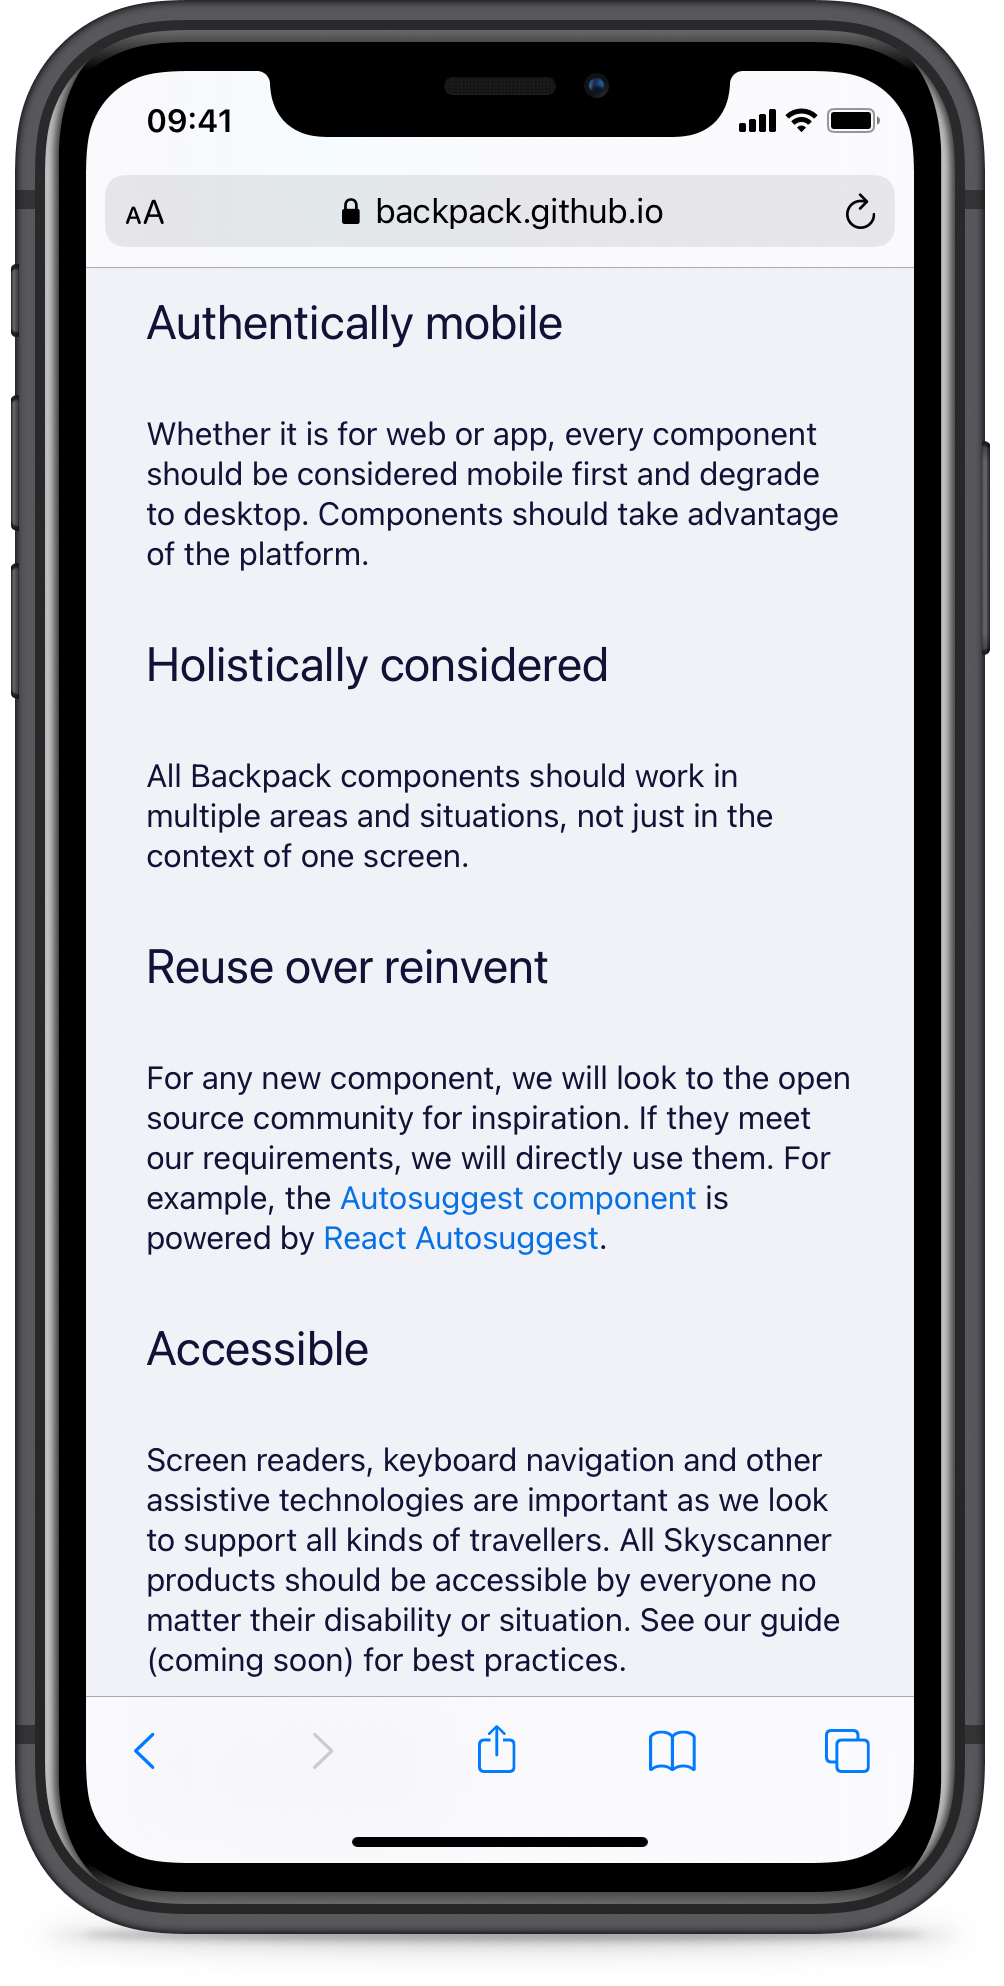 09:41
AA backpack.github.io
Authentically mobile
Whether it is for web or app, every component
should be considered mobile first and degrade
to desktop. Components should take advantage
of the platform.
Holistically considered
All Backpack components should work in
multiple areas and situations, not just in the
context of one screen.
Reuse over reinvent
For any new component, we will look to the open
source community for inspiration. If they meet
our requirements, we will directly use them. For
example, the Autosuggest component is
powered by React Autosuggest.
Accessible
Screen readers, keyboard navigation and other
assistive technologies are important as we look
to support all kinds of travellers. All Skyscanner
products should be accessible by everyone no
matter their disability or situation. See our guide
(coming soon) for best practices.